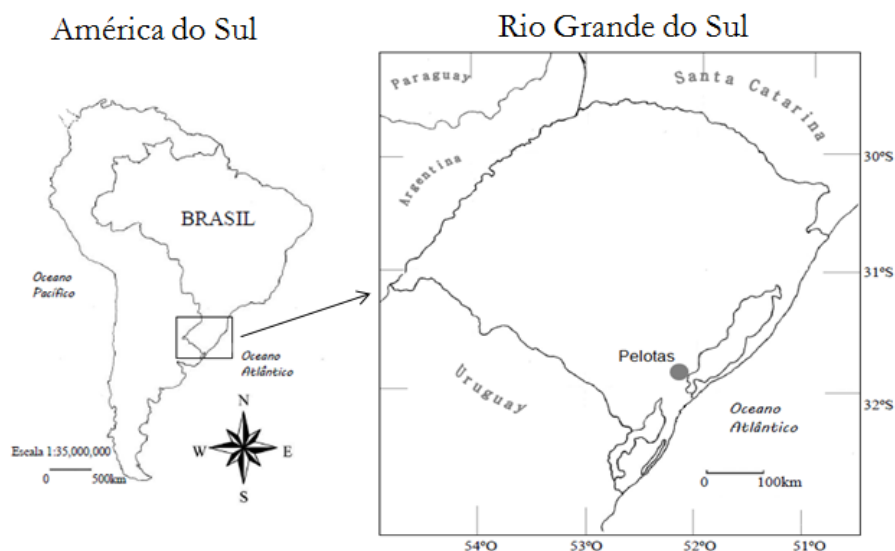 América do Sul
BRASIL
Oceano
Pacífico
Oceano
Atlântico
N
W
E
S
Escala 1:35,000,000
0 500km
Rio Grande do Sul
Paraguay
Santa Catarina
Argentina
Uruguay
Pelotas
Oceano
Atlântico
0 100km
30ºS
31ºS
32ºS
54ºO 53ºO 52ºO 51ºO